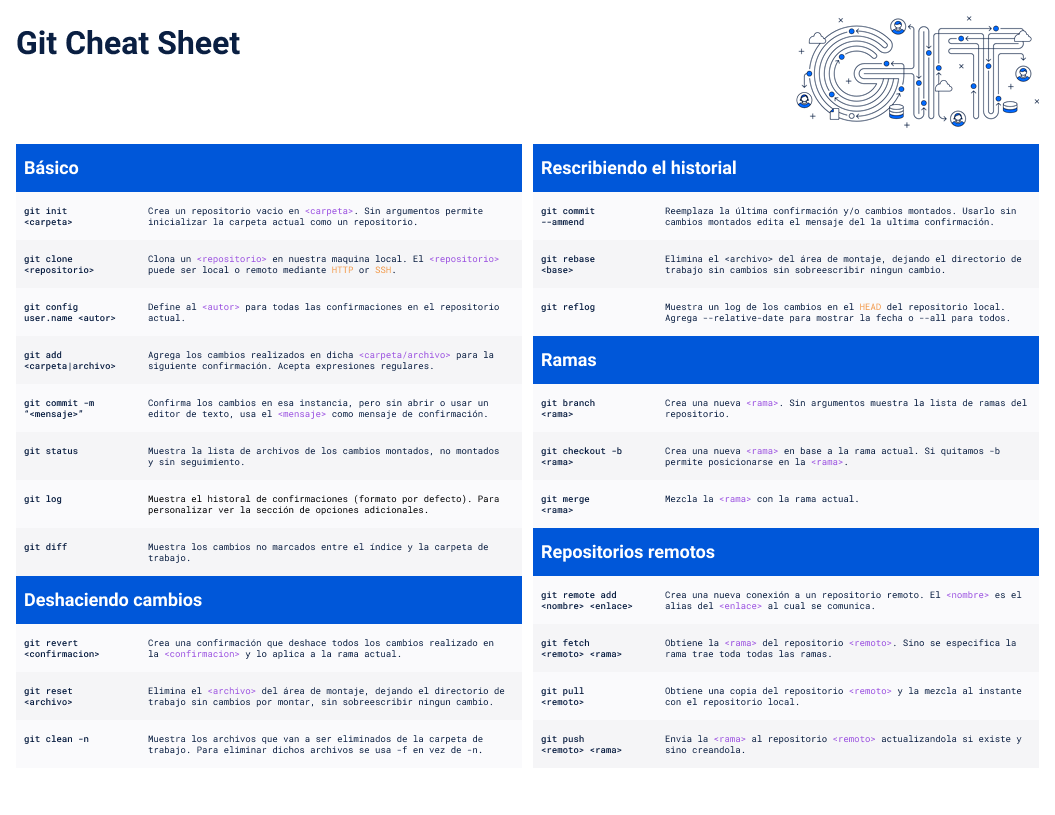 Git Cheat Sheet
Básico
git init
<carpeta>
Crea un repositorio vacio en <carpeta>. Sin argumentos permite
inicializar la carpeta actual como un repositorio.
git clone
<repositorio>
Clona un <repositorio> en nuestra maquina local. El <repositorio>
puede ser local o remoto mediante HTTP or SSH.
git config
user.name <autor>
Define al <autor> para todas las confirmaciones en el repositorio
actual.
git add
<carpeta|archivo>
Agrega los cambios realizados en dicha <carpeta/archivo> para la
siguiente confirmación. Acepta expresiones regulares.
git commit -m
"<mensaje>"
Confirma los cambios en esa instancia, pero sin abrir o usar un
editor de texto, usa el <mensaje> como mensaje de confirmación.
git status
Muestra la lista de archivos de los cambios montados, no montados
y sin seguimiento.
git log
Muestra el historal de confirmaciones (formato por defecto). Para
personalizar ver la sección de opciones adicionales.
git diff
Muestra los cambios no marcados entre el índice y la carpeta de
trabajo.
Deshaciendo cambios
git revert
<confirmacion>
Crea una confirmación que deshace todos los cambios realizado en
la <confirmacion> y lo aplica a la rama actual.
git reset
<archivo>
Elimina el <archivo> del área de montaje, dejando el directorio de
trabajo sin cambios por montar, sin sobreescribir ningun cambio.
git clean -n
Muestra los archivos que van a ser eliminados de la carpeta de
trabajo. Para eliminar dichos archivos se usa -f en vez de -n.
Rescribiendo el historial
git commit
--ammend
Reemplaza la última confirmación y/o cambios montados. Usarlo sin
cambios montados edita el mensaje del la ultima confirmación.
git rebase
<base>
Elimina el <archivo> del área de montaje, dejando el directorio de
trabajo sin cambios sin sobreescribir ningun cambio.
git reflog
Muestra un log de los cambios en el HEAD del repositorio local.
Agrega --relative-date para mostrar la fecha o --all para todos.
Ramas
git branch
<rama>
Crea una nueva <rama>. Sin argumentos muestra la lista de ramas del
repositorio.
git checkout -b
<rama>
Crea una nueva <rama> en base a la rama actual. Si quitamos -b
permite posicionarse en la <rama>.
git merge
<rama>
Mezcla la <rama> con la rama actual.
Repositorios remotos
git remote add
<nombre> <enlace>
Crea una nueva conexión a un repositorio remoto. El <nombre> es el
alias del <enlace> al cual se comunica.
git fetch
<remoto> <rama>
Obtiene la <rama> del repositorio <remoto>. Sino se especifica la
rama trae toda todas las ramas.
git pull
<remoto>
Obtiene una copia del repositorio <remoto> y la mezcla al instante
con el repositorio local.
git push
<remoto> <rama>
Envia la <rama> al repositorio <remoto> actualizandola si existe y
sino creandola.